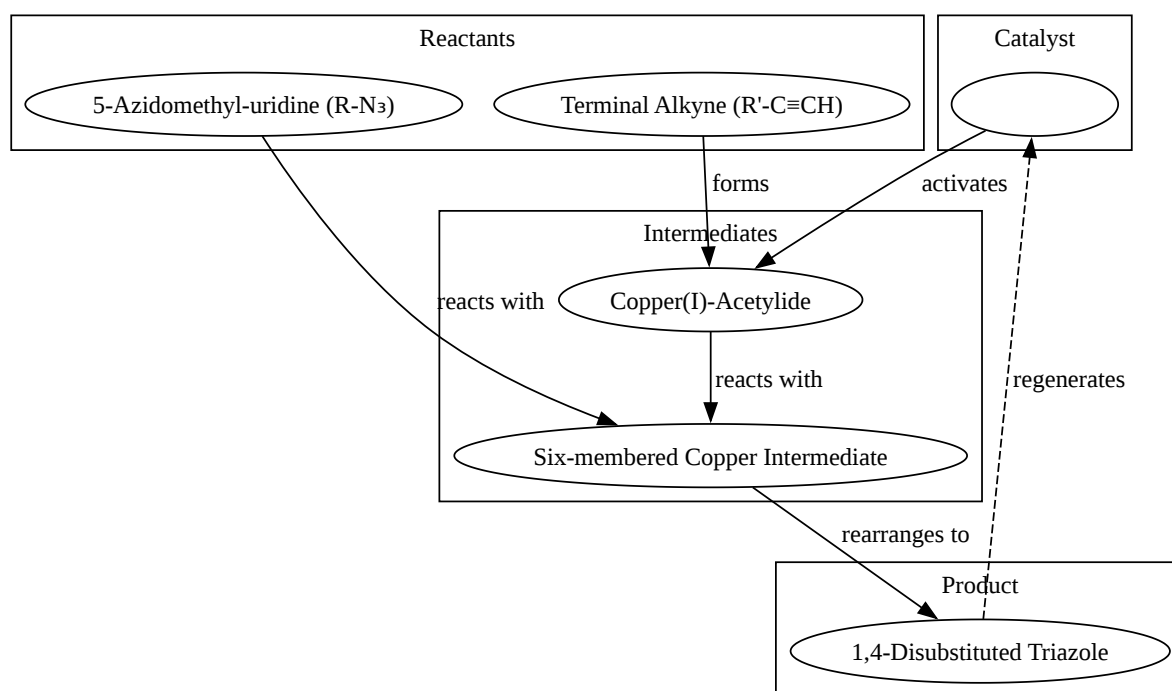 Reactants
Catalyst
5-Azidomethyl-uridine (R-N₃)
Terminal Alkyne (R'-C≡CH)
forms
activates
Intermediates
reacts with
Copper(I)-Acetylide
reacts with
regenerates
Six-membered Copper Intermediate
rearranges to
Product
1,4-Disubstituted Triazole